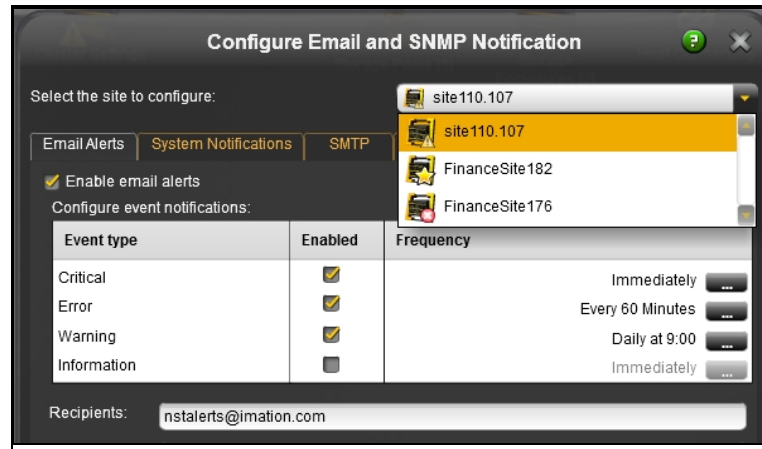 Configure Email and SNMP Notification
?
Select the site to configure:
site110.107
site110.107
FinanceSite182
FinanceSite176
Email Alerts System Notifications SMTP
Enable email alerts
Configure event notifications:
Event type Enabled Frequency
Critical Immediately ...
Error Every 60 Minutes ...
Warning Daily at 9:00 ...
Information Immediately ...
Recipients: nstalerts@imation.com